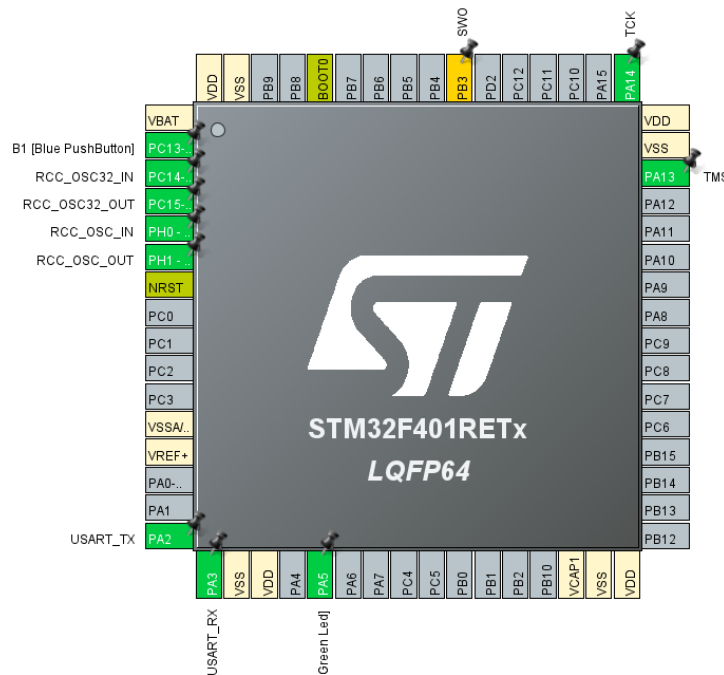 SWO
TCK
VDD
VSS
PB9
PB8
BOOT0
PB7
PB6
PB5
PB4
PB3
PD2
PC12
PC11
PC10
PA15
PA14
VBAT
VDD
B1 [Blue PushButton]
PC13-..
VSS
RCC_OSC32_IN
PC14-..
PA13
TMS
RCC_OSC32_OUT
PC15-..
PA12
RCC_OSC_IN
PH0 - ..
PA11
RCC_OSC_OUT
PH1 - ..
PA10
NRST
PA9
PC0
PA8
PC1
PC9
PC2
PC8
PC3
PC7
VSSA/..
PC6
VREF+
PB15
PA0-..
PB14
PA1
PB13
USART_TX
PA2
PB12
ST
STM32F401RETx
LQFP64
PA3
VSS
VDD
PA4
PA5
PA6
PA7
PC4
PC5
PB0
PB1
PB2
PB10
VCAP1
VSS
VDD
USART_RX
Green Led]